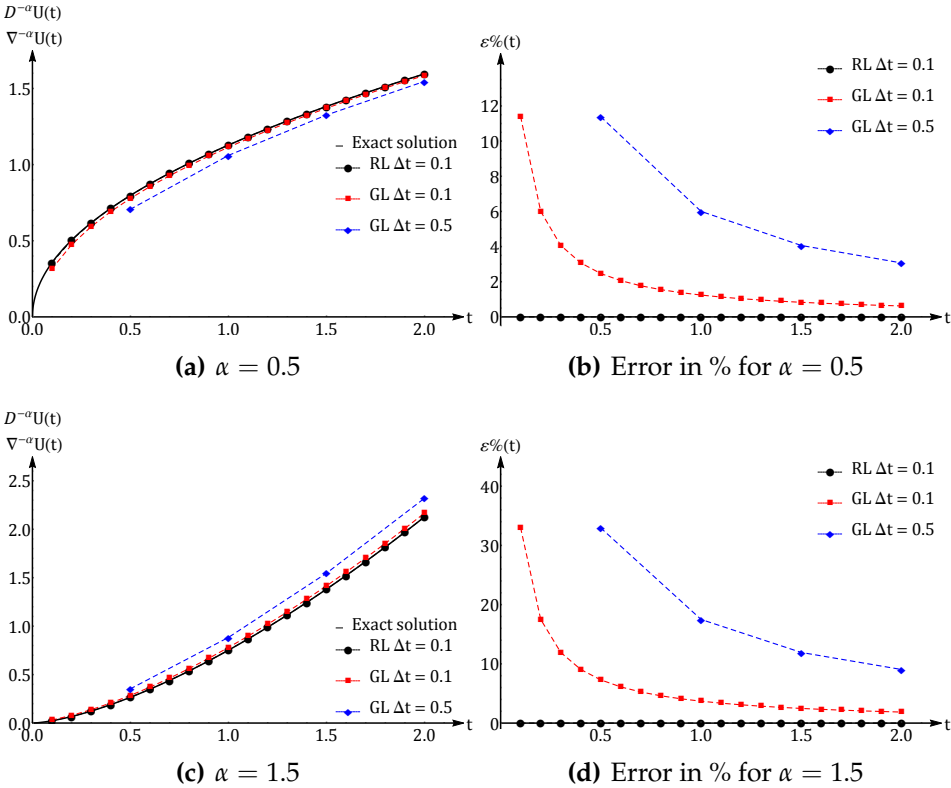 D⁻ᵅU(t)
∇⁻ᵅU(t)
1.5
1.0
0.5
0.0
0.0 0.5 1.0 1.5 2.0 t
– Exact solution
RL Δt = 0.1
GL Δt = 0.1
GL Δt = 0.5
(a) α = 0.5
ε%(t)
12
10
8
6
4
2
0
0.5 1.0 1.5 2.0 t
RL Δt = 0.1
GL Δt = 0.1
GL Δt = 0.5
(b) Error in % for α = 0.5
D⁻ᵅU(t)
∇⁻ᵅU(t)
2.5
2.0
1.5
1.0
0.5
0.0
0.0 0.5 1.0 1.5 2.0 t
– Exact solution
RL Δt = 0.1
GL Δt = 0.1
GL Δt = 0.5
(c) α = 1.5
ε%(t)
40
30
20
10
0
0.5 1.0 1.5 2.0 t
RL Δt = 0.1
GL Δt = 0.1
GL Δt = 0.5
(d) Error in % for α = 1.5